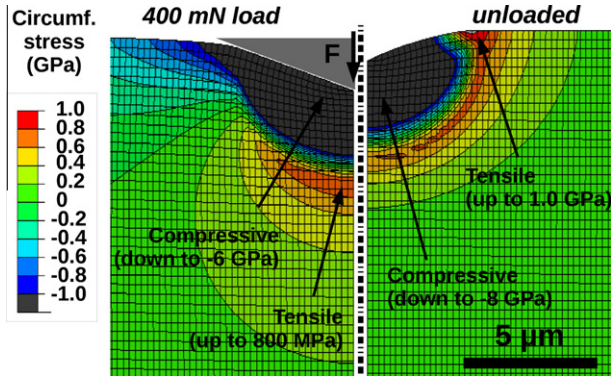 Circumf.
stress
(GPa)
1.0
0.8
0.6
0.4
0.2
0
-0.2
-0.4
-0.6
-0.8
-1.0
400 mN load
F
Compressive
(down to -6 GPa)
Tensile
(up to 800 MPa)
unloaded
Tensile
(up to 1.0 GPa)
Compressive
(down to -8 GPa)
5 µm